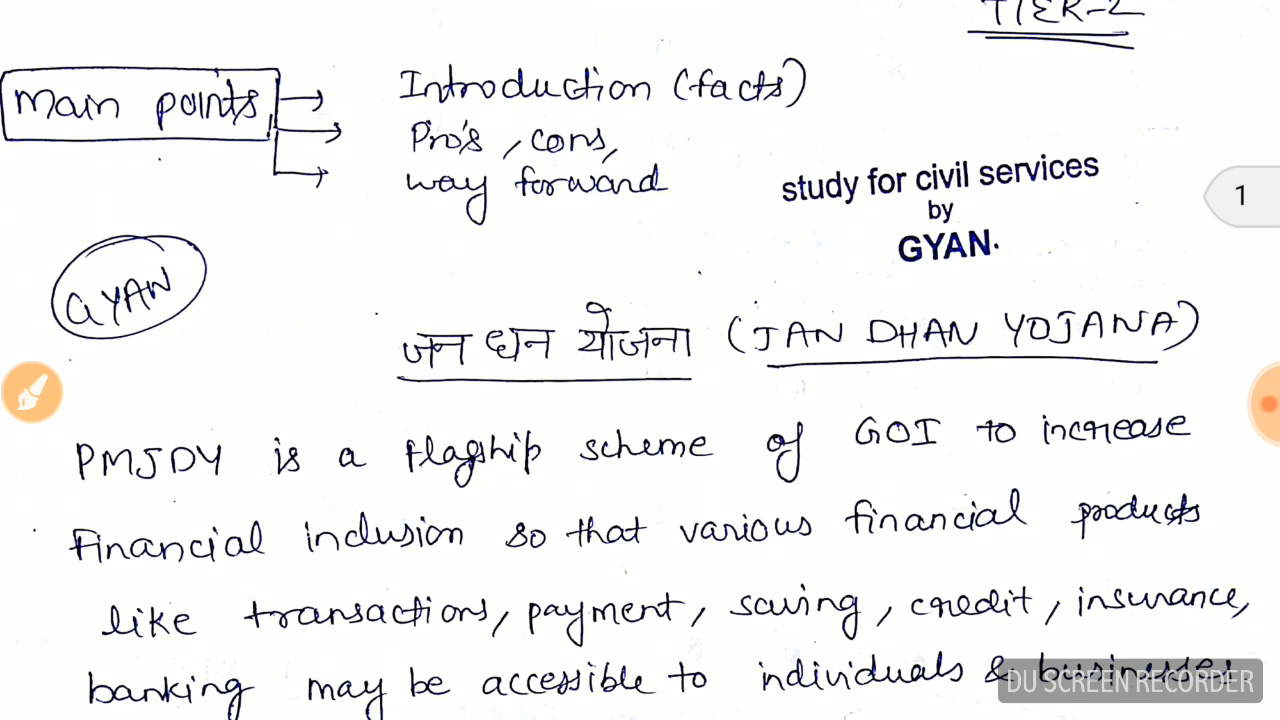 TIER-2
Main points
Introduction (facts)
Pro's, cons,
way forward
study for civil services
by
GYAN.
1
GYAN
जन धन योजना (JAN DHAN YOJANA)
PMJDY is a flagship scheme of GOI to increase
Financial inclusion so that various financial products
like transactions, payment, saving, credit, insurance,
banking may be accessible to individuals & businesses
DU SCREEN RECORDER